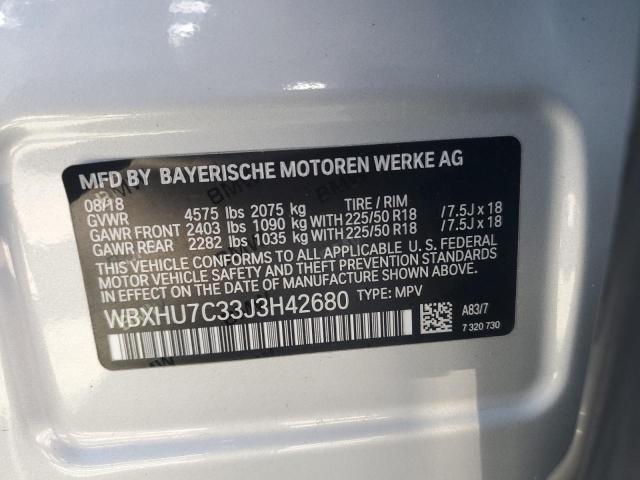 MFD BY BAYERISCHE MOTOREN WERKE AG
08/18 TIRE / RIM
GVWR 4575 lbs 2075 kg
GAWR FRONT 2403 lbs 1090 kg WITH 225/50 R18 /7.5J x 18
GAWR REAR 2282 lbs 1035 kg WITH 225/50 R18 /7.5J x 18
THIS VEHICLE CONFORMS TO ALL APPLICABLE U. S. FEDERAL
MOTOR VEHICLE SAFETY, BUMPER, AND THEFT PREVENTION
STANDARDS IN EFFECT ON THE DATE OF MANUFACTURE SHOWN
ABOVE.
WBXHU7C33J3H42680 TYPE: MPV
A83/7
7 320 730